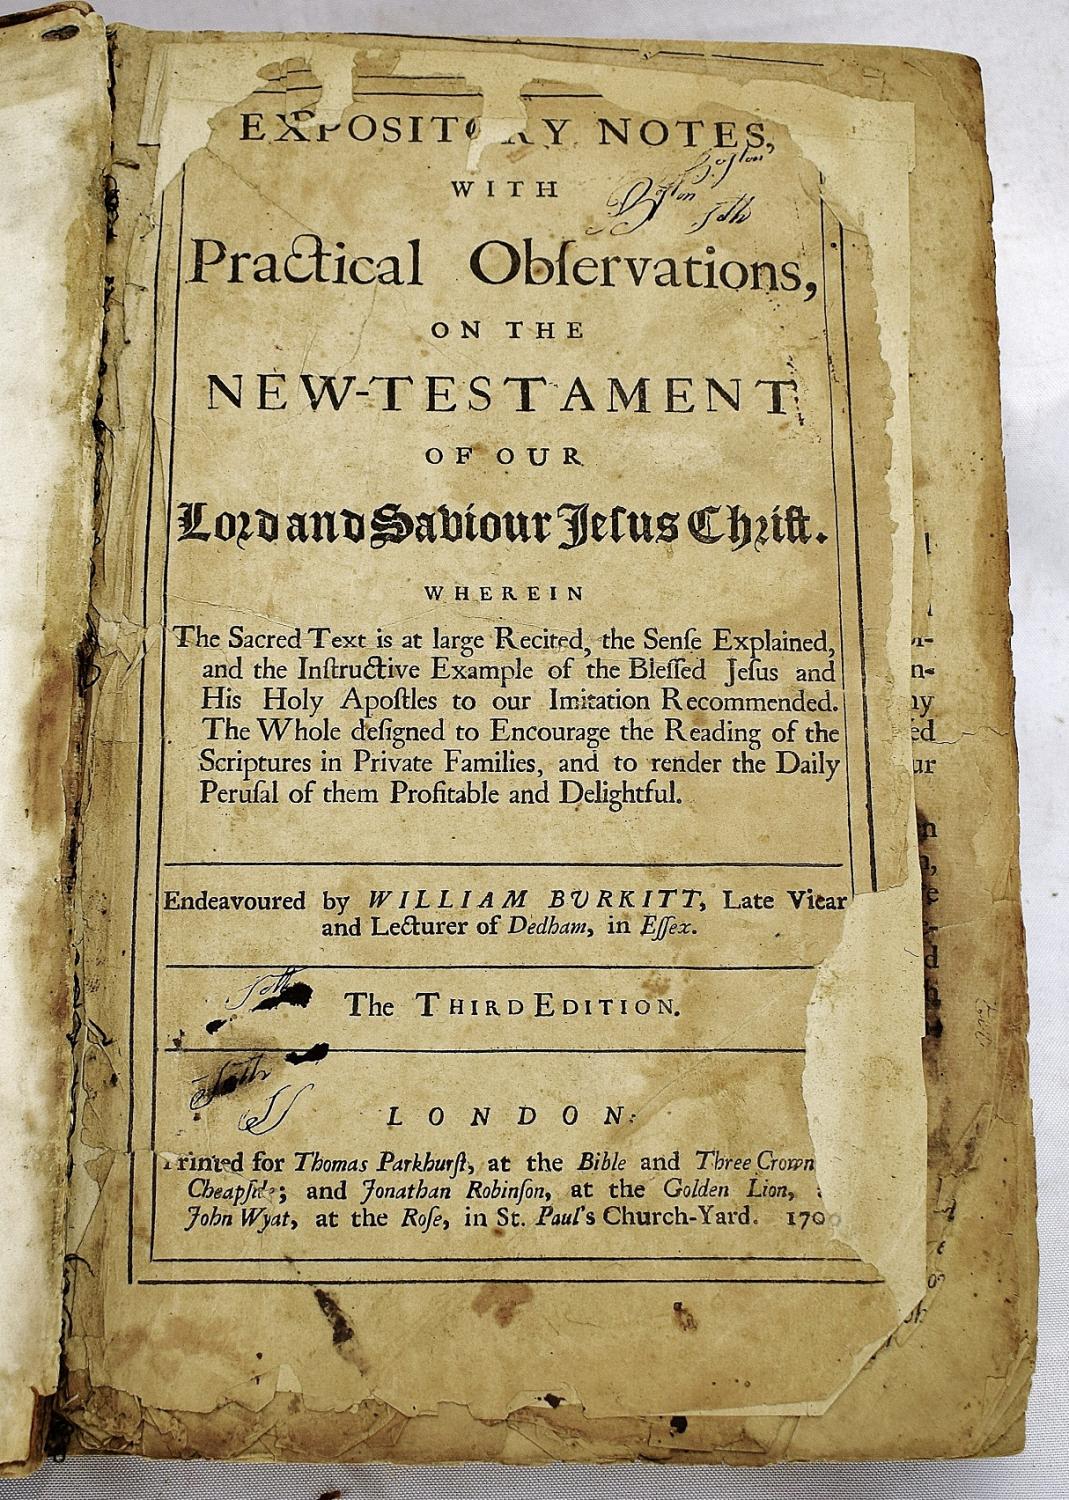 EXPOSITORY NOTES,
Boston
WITH
Boston
Sth
Practical Obſervations,
ON THE
NEW-TESTAMENT
OF OUR
Lord and Saviour Jeſus Chriſt.
WHEREIN
The Sacred Text is at large Recited, the Senſe Explained,
and the Inſtructive Example of the Bleſſed Jeſus and
His Holy Apoſtles to our Imitation Recommended.
The Whole deſigned to Encourage the Reading of the
Scriptures in Private Families, and to render the Daily
Peruſal of them Profitable and Delightful.
Endeavoured by WILLIAM BURKITT, Late Vicar
and Lecturer of Dedham, in Eſſex.
The THIRD EDITION.
LONDON:
Printed for Thomas Parkhurſt, at the Bible and Three Crown
Cheapſide; and Jonathan Robinſon, at the Golden Lion,
John Wyat, at the Roſe, in St. Paul's Church-Yard. 170